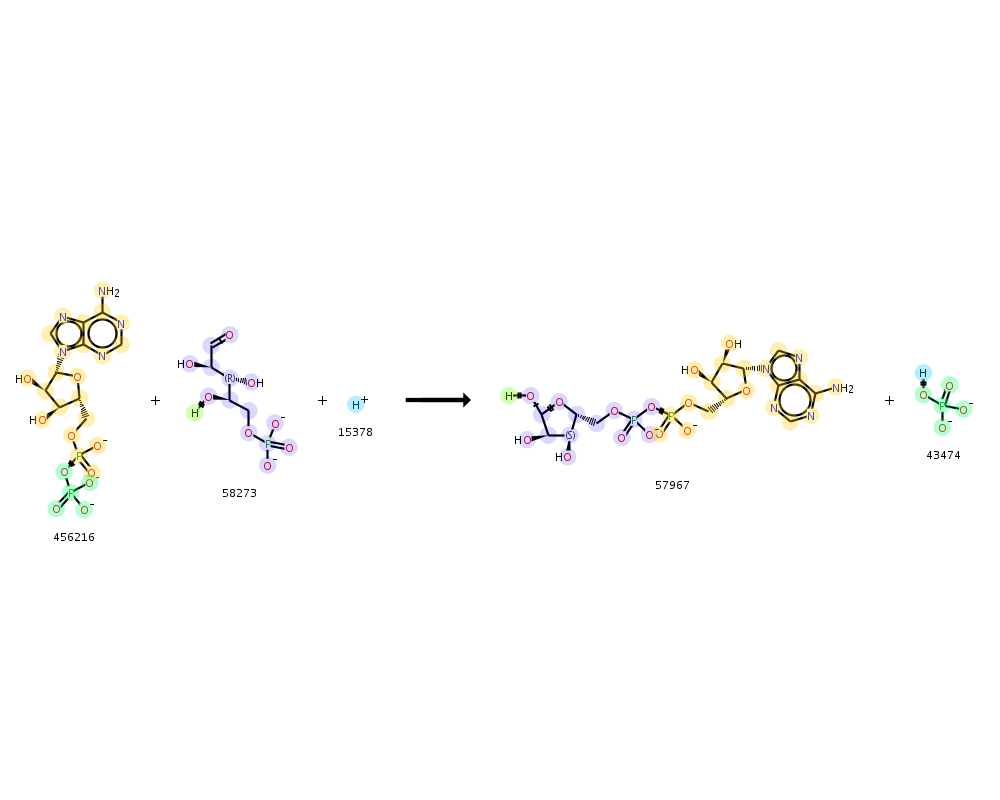 NH2
N
N
N
N
HO
O
HO
O
O-
P
O
O
O-
P
O
O-
456216
+
O
HO
(R)
OH
O
H
O
O-
P
O
O-
58273
+
H+
15378
H
O
O
HO
(S)
HO
O
P
O
O-
O
P
O
O-
O
OH
HO
O
N
N
N
N
NH2
57967
+
H
O
O
P
O-
O-
43474